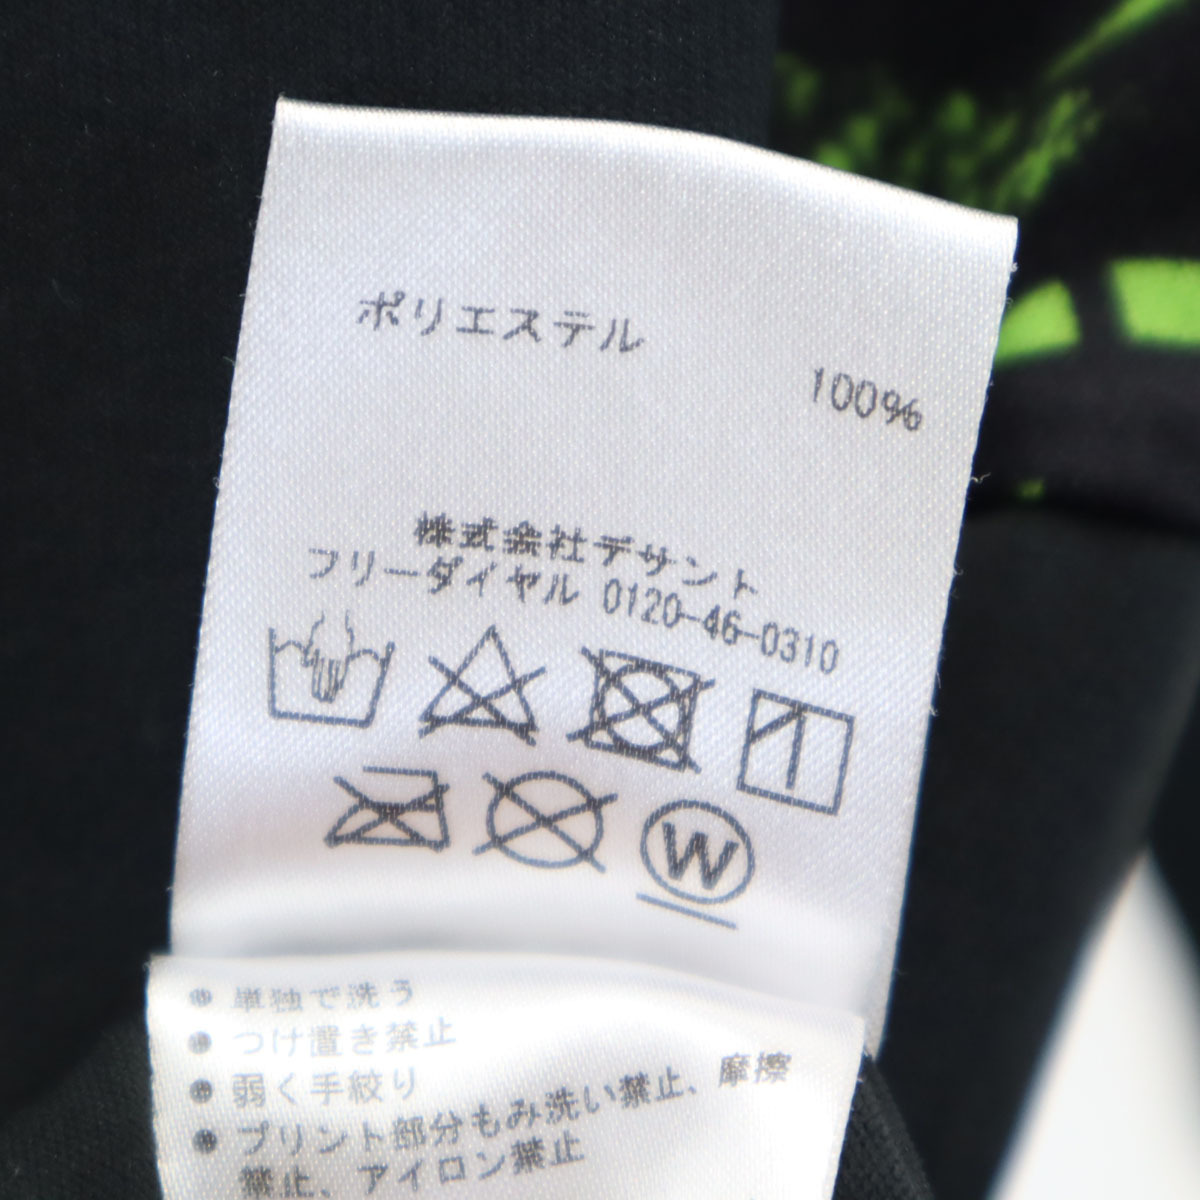 ポリエステル
100%
株式会社デサント
フリーダイヤル 0120-46-0310
W
● 単独で洗う
● つけ置き禁止
● 弱く手絞り
● プリント部分もみ洗い禁止、摩擦
禁止、アイロン禁止